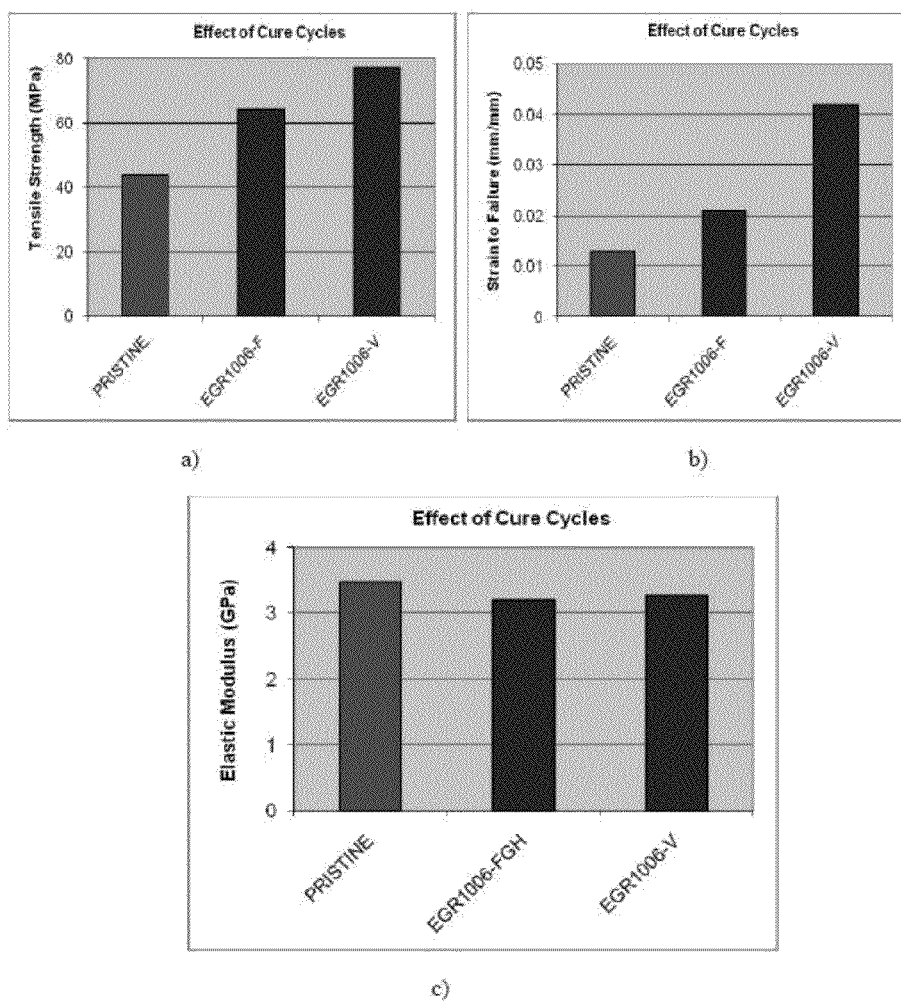 Effect of Cure Cycles
Tensile Strength (MPa)
80
60
40
20
0
PRISTINE
EGR1006-F
EGR1006-V
a)
Effect of Cure Cycles
Strain to Failure (mm/mm)
0.05
0.04
0.03
0.02
0.01
0
PRISTINE
EGR1006-F
EGR1006-V
b)
Effect of Cure Cycles
Elastic Modulus (GPa)
4
3
2
1
0
PRISTINE
EGR1006-FGH
EGR1006-V
c)